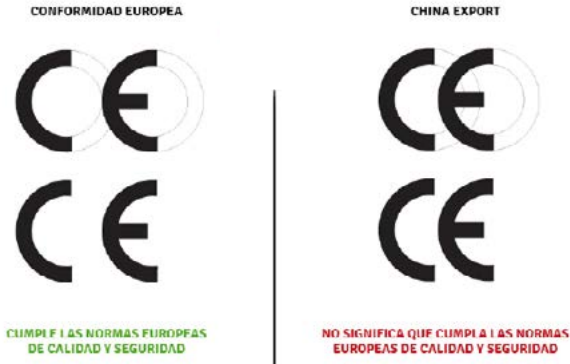 CONFORMIDAD EUROPEA
CE
CE
CUMPLE LAS NORMAS EUROPEAS
DE CALIDAD Y SEGURIDAD
CHINA EXPORT
CE
CE
NO SIGNIFICA QUE CUMPLA LAS NORMAS
EUROPEAS DE CALIDAD Y SEGURIDAD